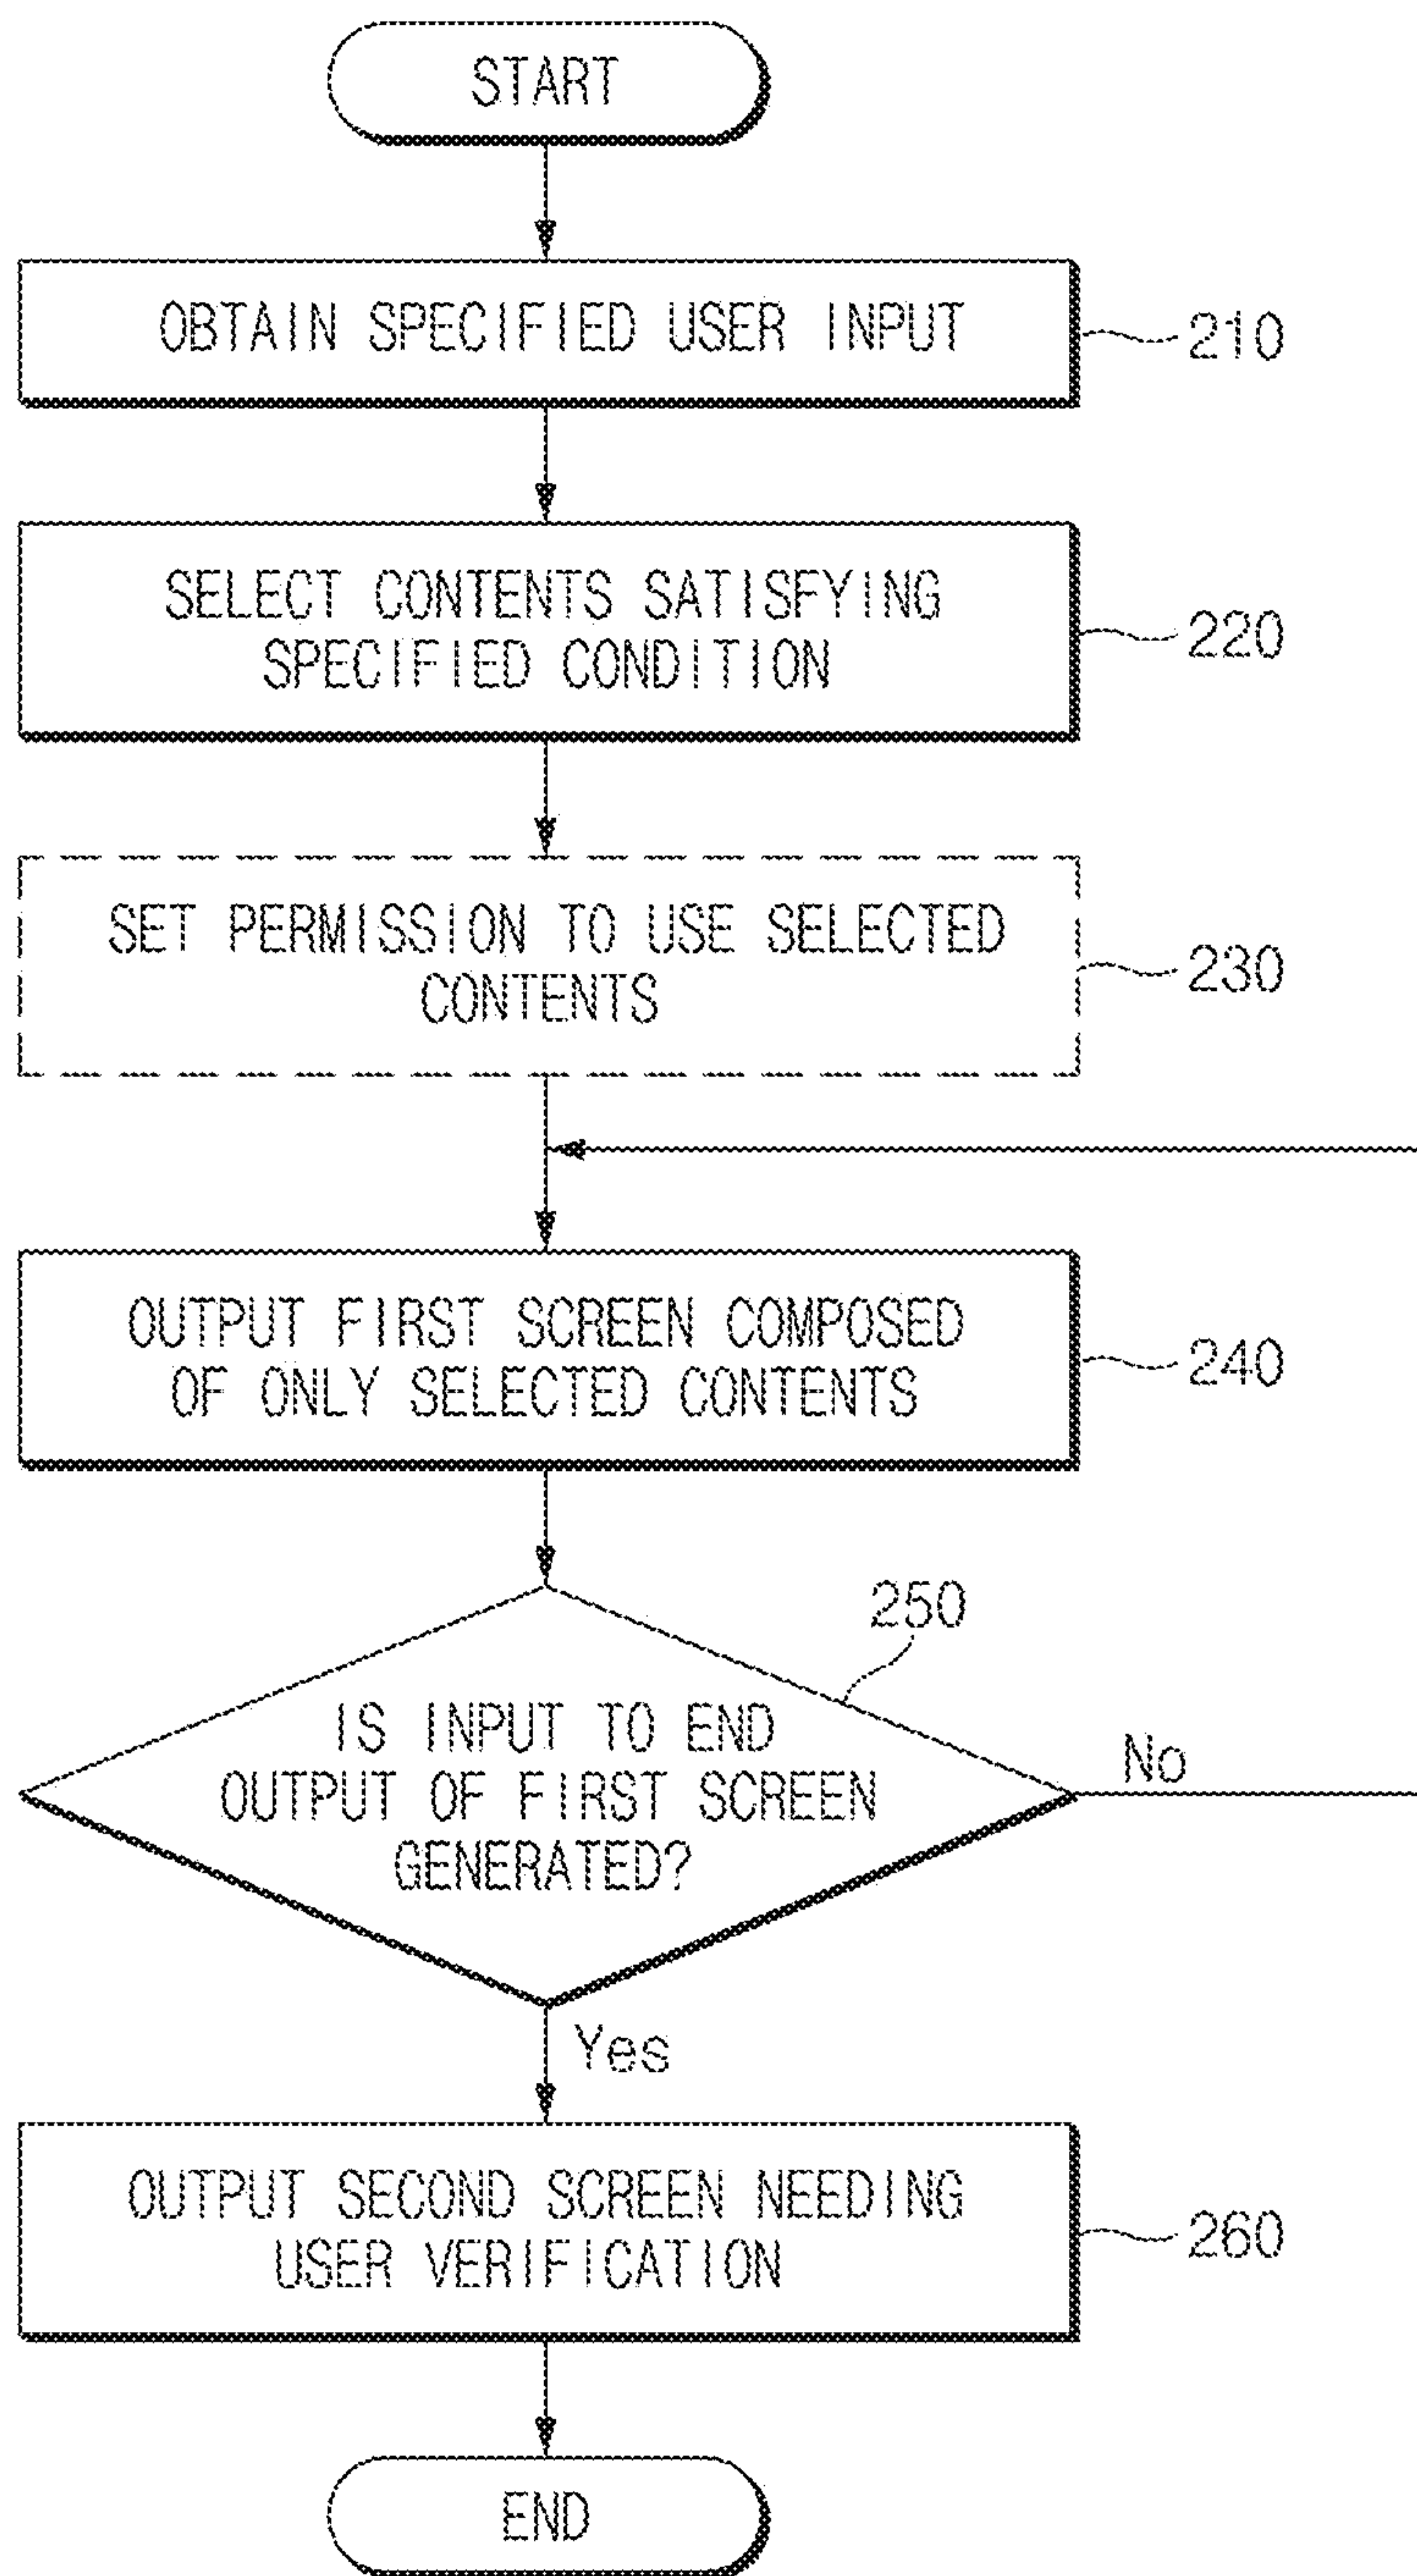 START
OBTAIN SPECIFIED USER INPUT
210
SELECT CONTENTS SATISFYING
SPECIFIED CONDITION
220
SET PERMISSION TO USE SELECTED
CONTENTS
230
OUTPUT FIRST SCREEN COMPOSED
OF ONLY SELECTED CONTENTS
240
250
IS INPUT TO END
OUTPUT OF FIRST SCREEN
GENERATED?
No
Yes
OUTPUT SECOND SCREEN NEEDING
USER VERIFICATION
260
END